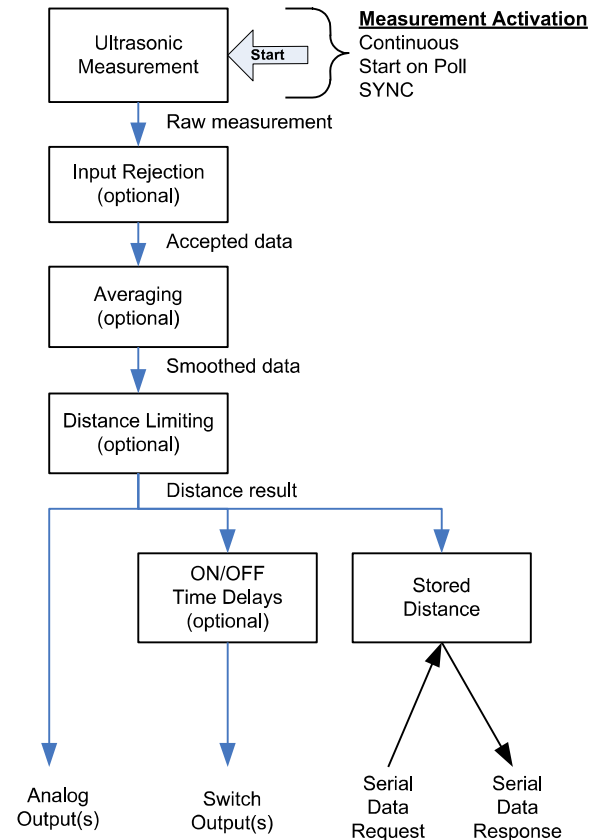 Ultrasonic
Measurement
Start
Measurement Activation
Continuous
Start on Poll
SYNC
Raw measurement
Input Rejection
(optional)
Accepted data
Averaging
(optional)
Smoothed data
Distance Limiting
(optional)
Distance result
ON/OFF
Time Delays
(optional)
Stored
Distance
Analog
Output(s)
Switch
Output(s)
Serial
Data
Request
Serial
Data
Response